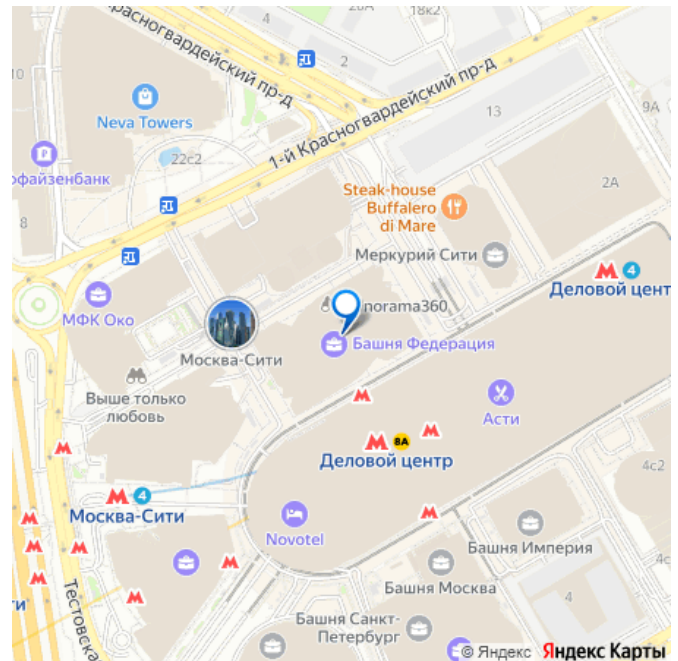 18к2
20А
2
10
Красногвардейский пр-д
Neva Towers
1-й Красногвардейский пр-д
13
9А
22с2
офайзенбанк
2А
8
Steak-house
Buffalero
di Mare
Меркурий Сити
4
Деловой цент
МФК Око
norama360
Москва-Сити
Башня Федерация
Выше только
любовь
Асти
8А
Деловой центр
4с2
4
Москва-Сити
Novotel
Башня Империя
4с
Башня Москва
4
ти
Тестовска
Башня Санкт-
Петербург
© Яндекс Яндекс Карты